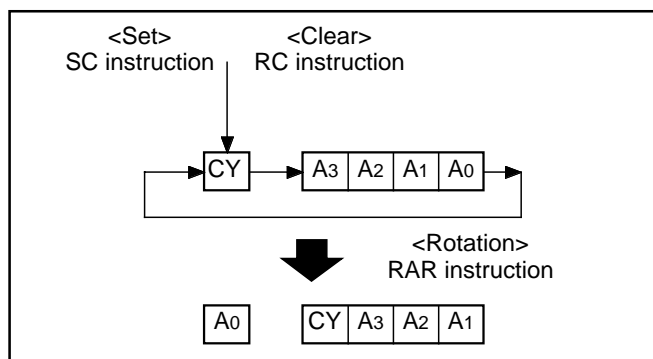 <Set> <Clear>
SC instruction RC instruction
CY A3 A2 A1 A0
<Rotation>
RAR instruction
A0 CY A3 A2 A1